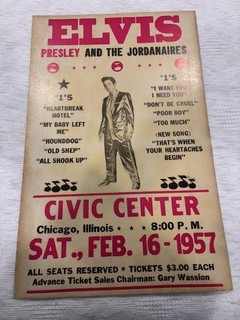 ELVIS
PRESLEY AND THE JORDANAIRES
#1'S
"HEARTBREAK
HOTEL"
"MY BABY LEFT
ME"
"HOUNDDOG"
"OLD SHEP"
"ALL SHOOK UP"
#1'S
"I WANT YOU
I NEED YOU"
"DON'T BE CRUEL"
"POOR BOY"
"TOO MUCH"
(NEW SONG)
"THAT'S WHEN
YOUR HEARTACHES
BEGIN"
CIVIC CENTER
Chicago, Illinois * * * 8:00 P. M.
SAT., FEB. 16-1957
ALL SEATS RESERVED * TICKETS $3.00 EACH
Advance Ticket Sales Chairman: Gary Wassion